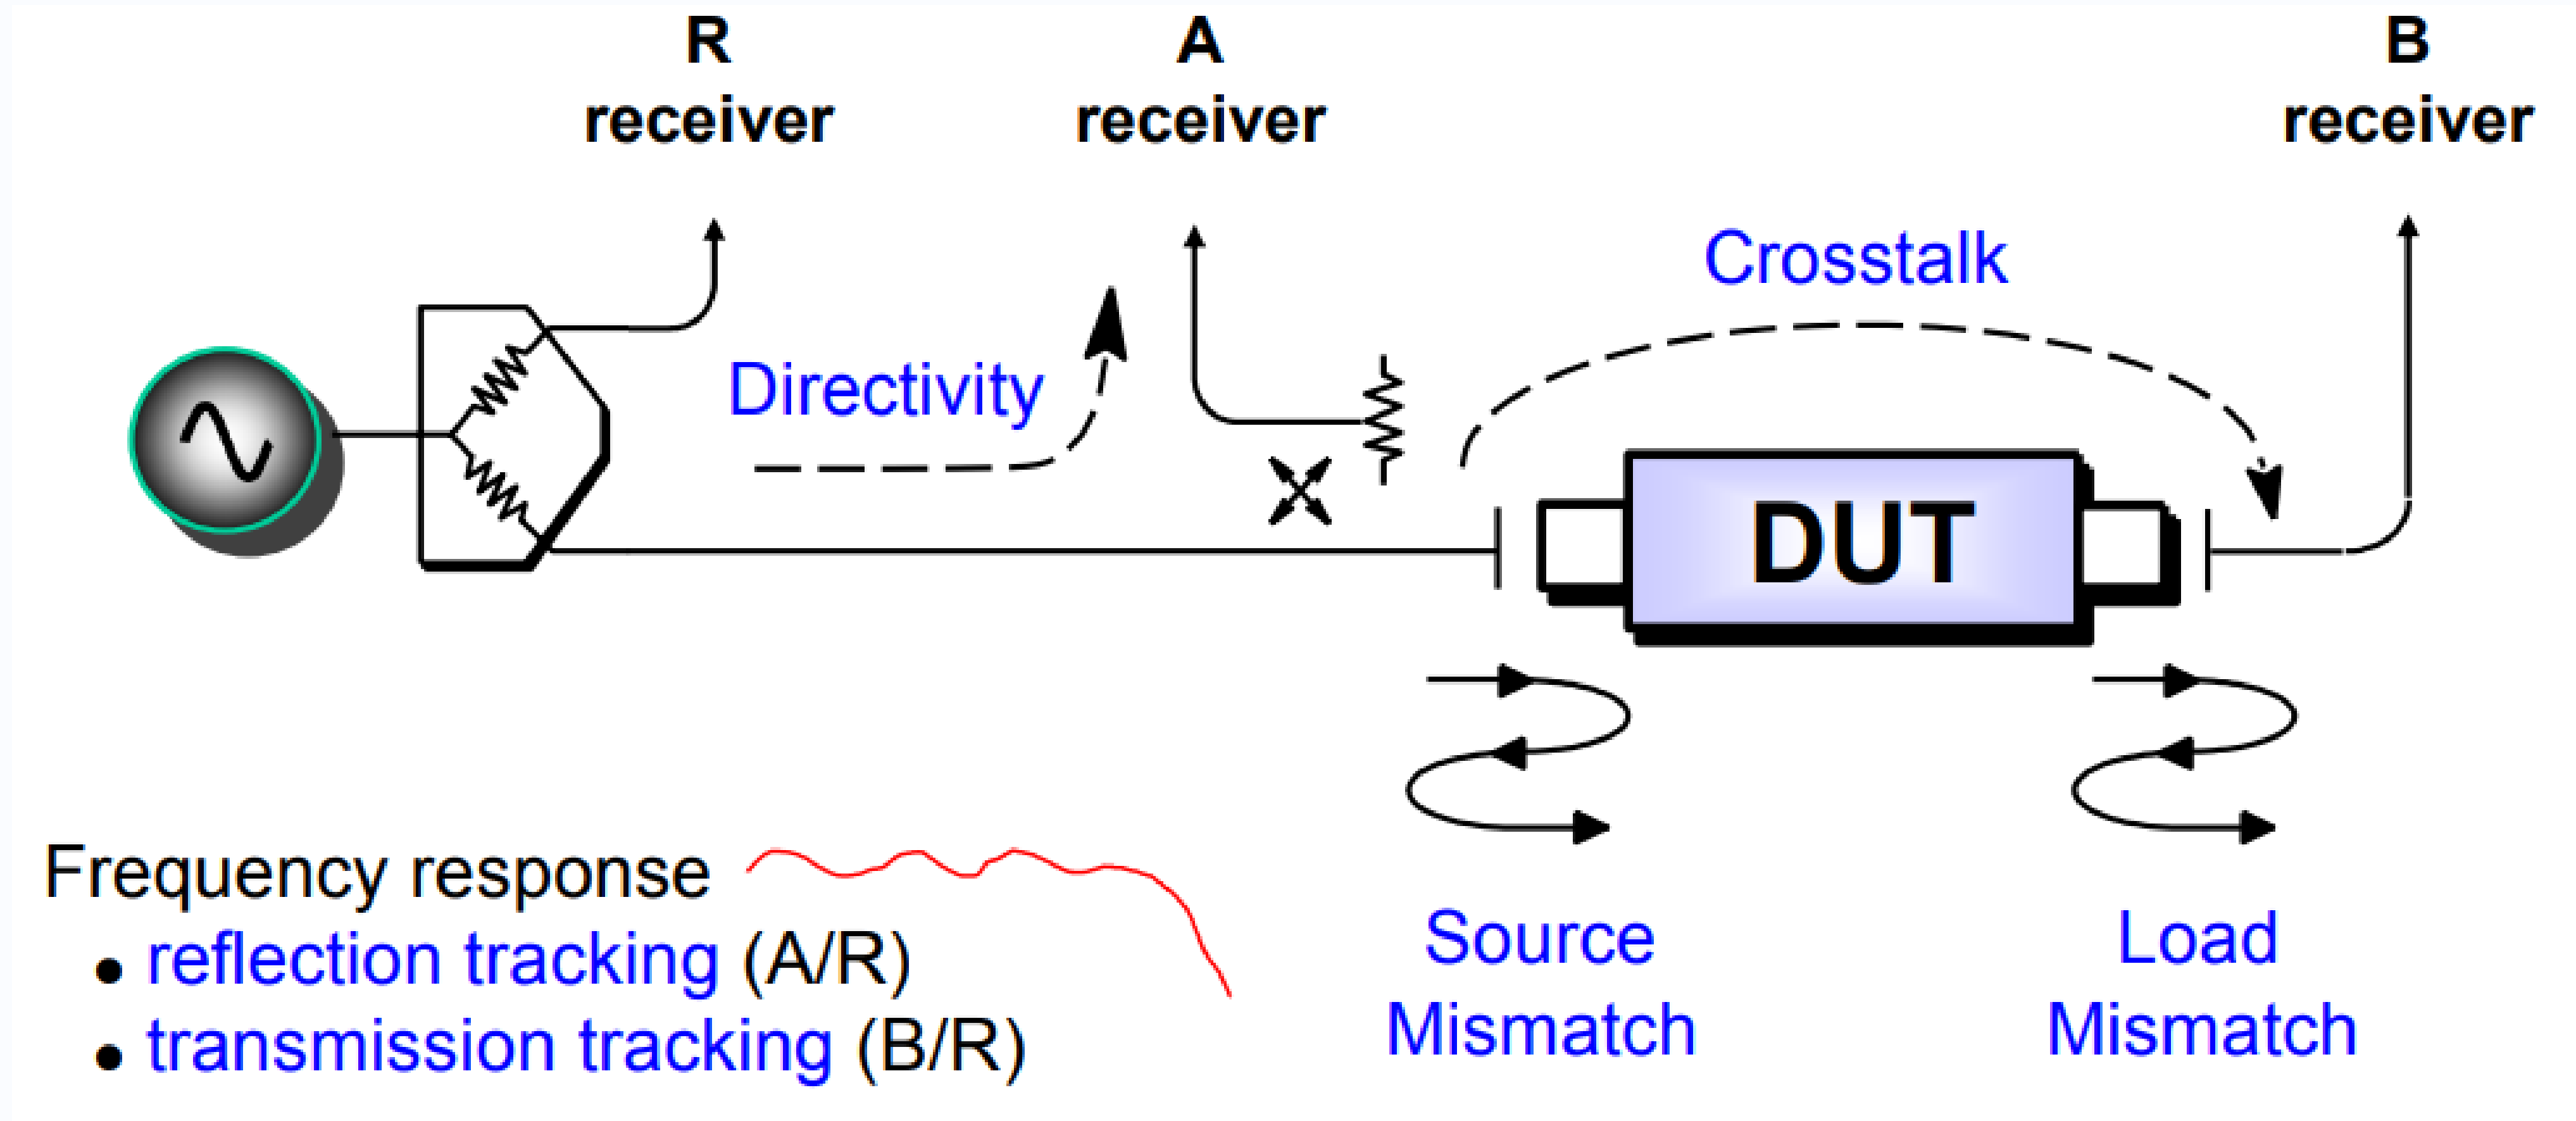 R
receiver
A
receiver
B
receiver
Crosstalk
Directivity
DUT
Source
Mismatch
Load
Mismatch
Frequency response
• reflection tracking (A/R)
• transmission tracking (B/R)